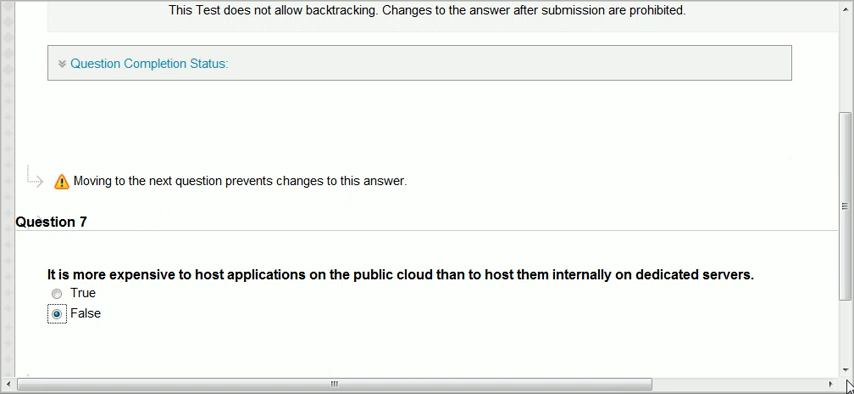 This Test does not allow backtracking. Changes to the answer after submission are prohibited.
Question Completion Status:
Moving to the next question prevents changes to this answer.
Question 7
It is more expensive to host applications on the public cloud than to host them internally on dedicated servers.
True
False